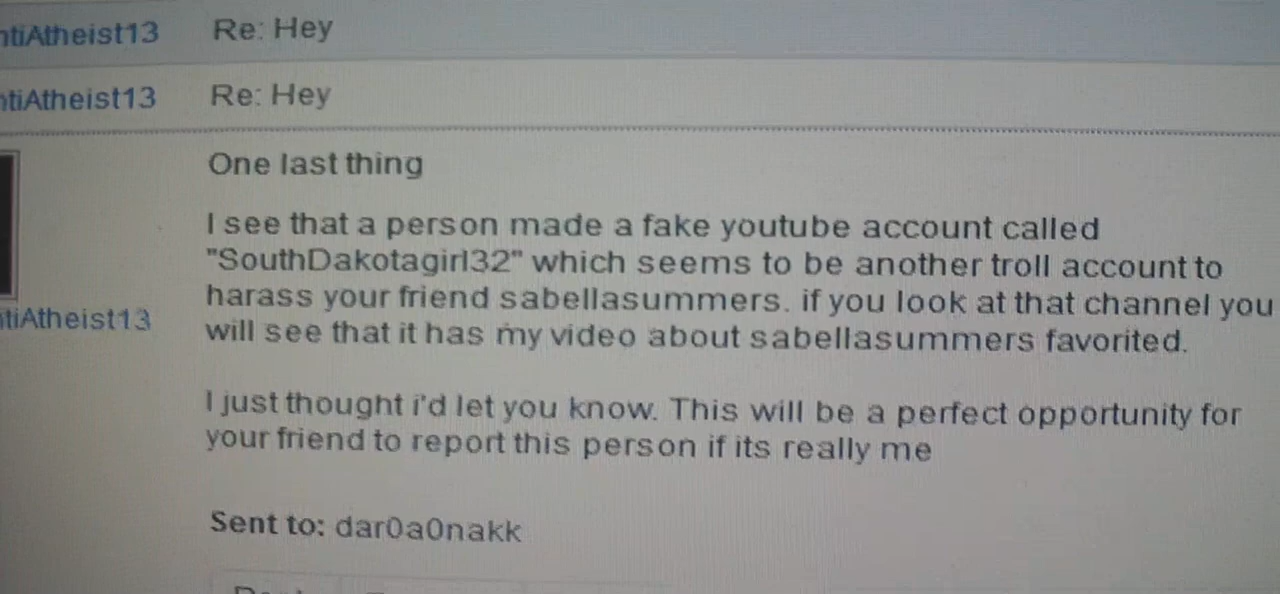 ntiAtheist13 Re: Hey
ntiAtheist13 Re: Hey
One last thing
I see that a person made a fake youtube account called
"SouthDakotagirl32" which seems to be another troll account to
harass your friend sabellasummers. if you look at that channel you
ntiAtheist13
will see that it has my video about sabellasummers favorited.
I just thought i'd let you know. This will be a perfect opportunity for
your friend to report this person if its really me
Sent to: dar0a0nakk